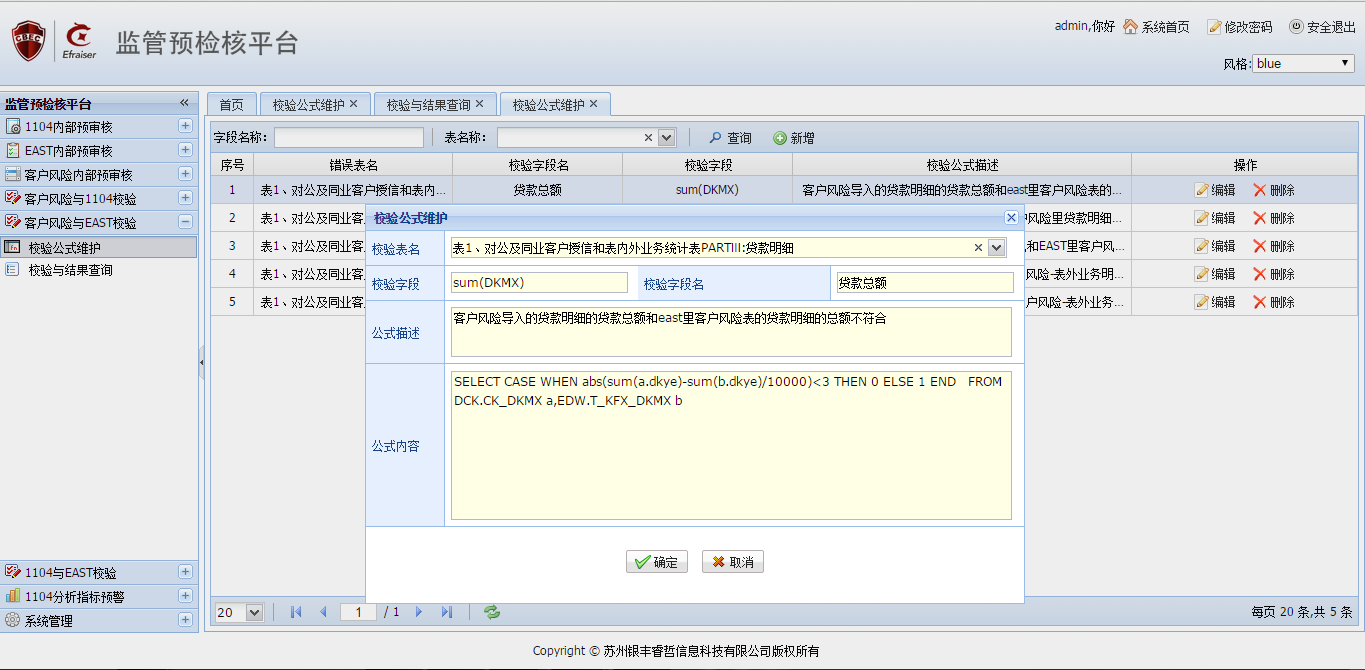 CBEC
Efraiser
监管预检核平台
admin,你好 系统首页 修改密码 安全退出
风格: blue
监管预检核平台
1104内部预审核
EAST内部预审核
客户风险内部预审核
客户风险与1104校验
客户风险与EAST校验
校验公式维护
校验与结果查询
1104与EAST校验
1104分析指标预警
系统管理
首页 校验公式维护 校验与结果查询 校验公式维护
字段名称: 表名称: 查询 新增
序号 错误表名 校验字段名 校验字段 校验公式描述 操作
1 表1、对公及同业客户授信和表内... 贷款总额 sum(DKMX) 客户风险导入的贷款明细的贷款总额和east里客户风险表的... 编辑 删除
2 表1、对公及同业客 风险里贷款明细... 编辑 删除
3 表1、对公及同业客 和EAST里客户风... 编辑 删除
4 表1、对公及同业客 风险-表外业务明... 编辑 删除
5 表1、对公及同业客 户风险-表外业务... 编辑 删除
校验公式维护
校验表名 表1、对公及同业客户授信和表内外业务统计表PARTIII:贷款明细
校验字段 sum(DKMX) 校验字段名 贷款总额
公式描述 客户风险导入的贷款明细的贷款总额和east里客户风险表的贷款明细的总额不符合
公式内容 SELECT CASE WHEN abs(sum(a.dkye)-sum(b.dkye)/10000)<3 THEN 0 ELSE 1 END FROM
DCK.CK_DKMX a,EDW.T_KFX_DKMX b
确定 取消
20 1 / 1 每页 20 条,共 5 条
Copyright © 苏州银丰睿哲信息科技有限公司版权所有